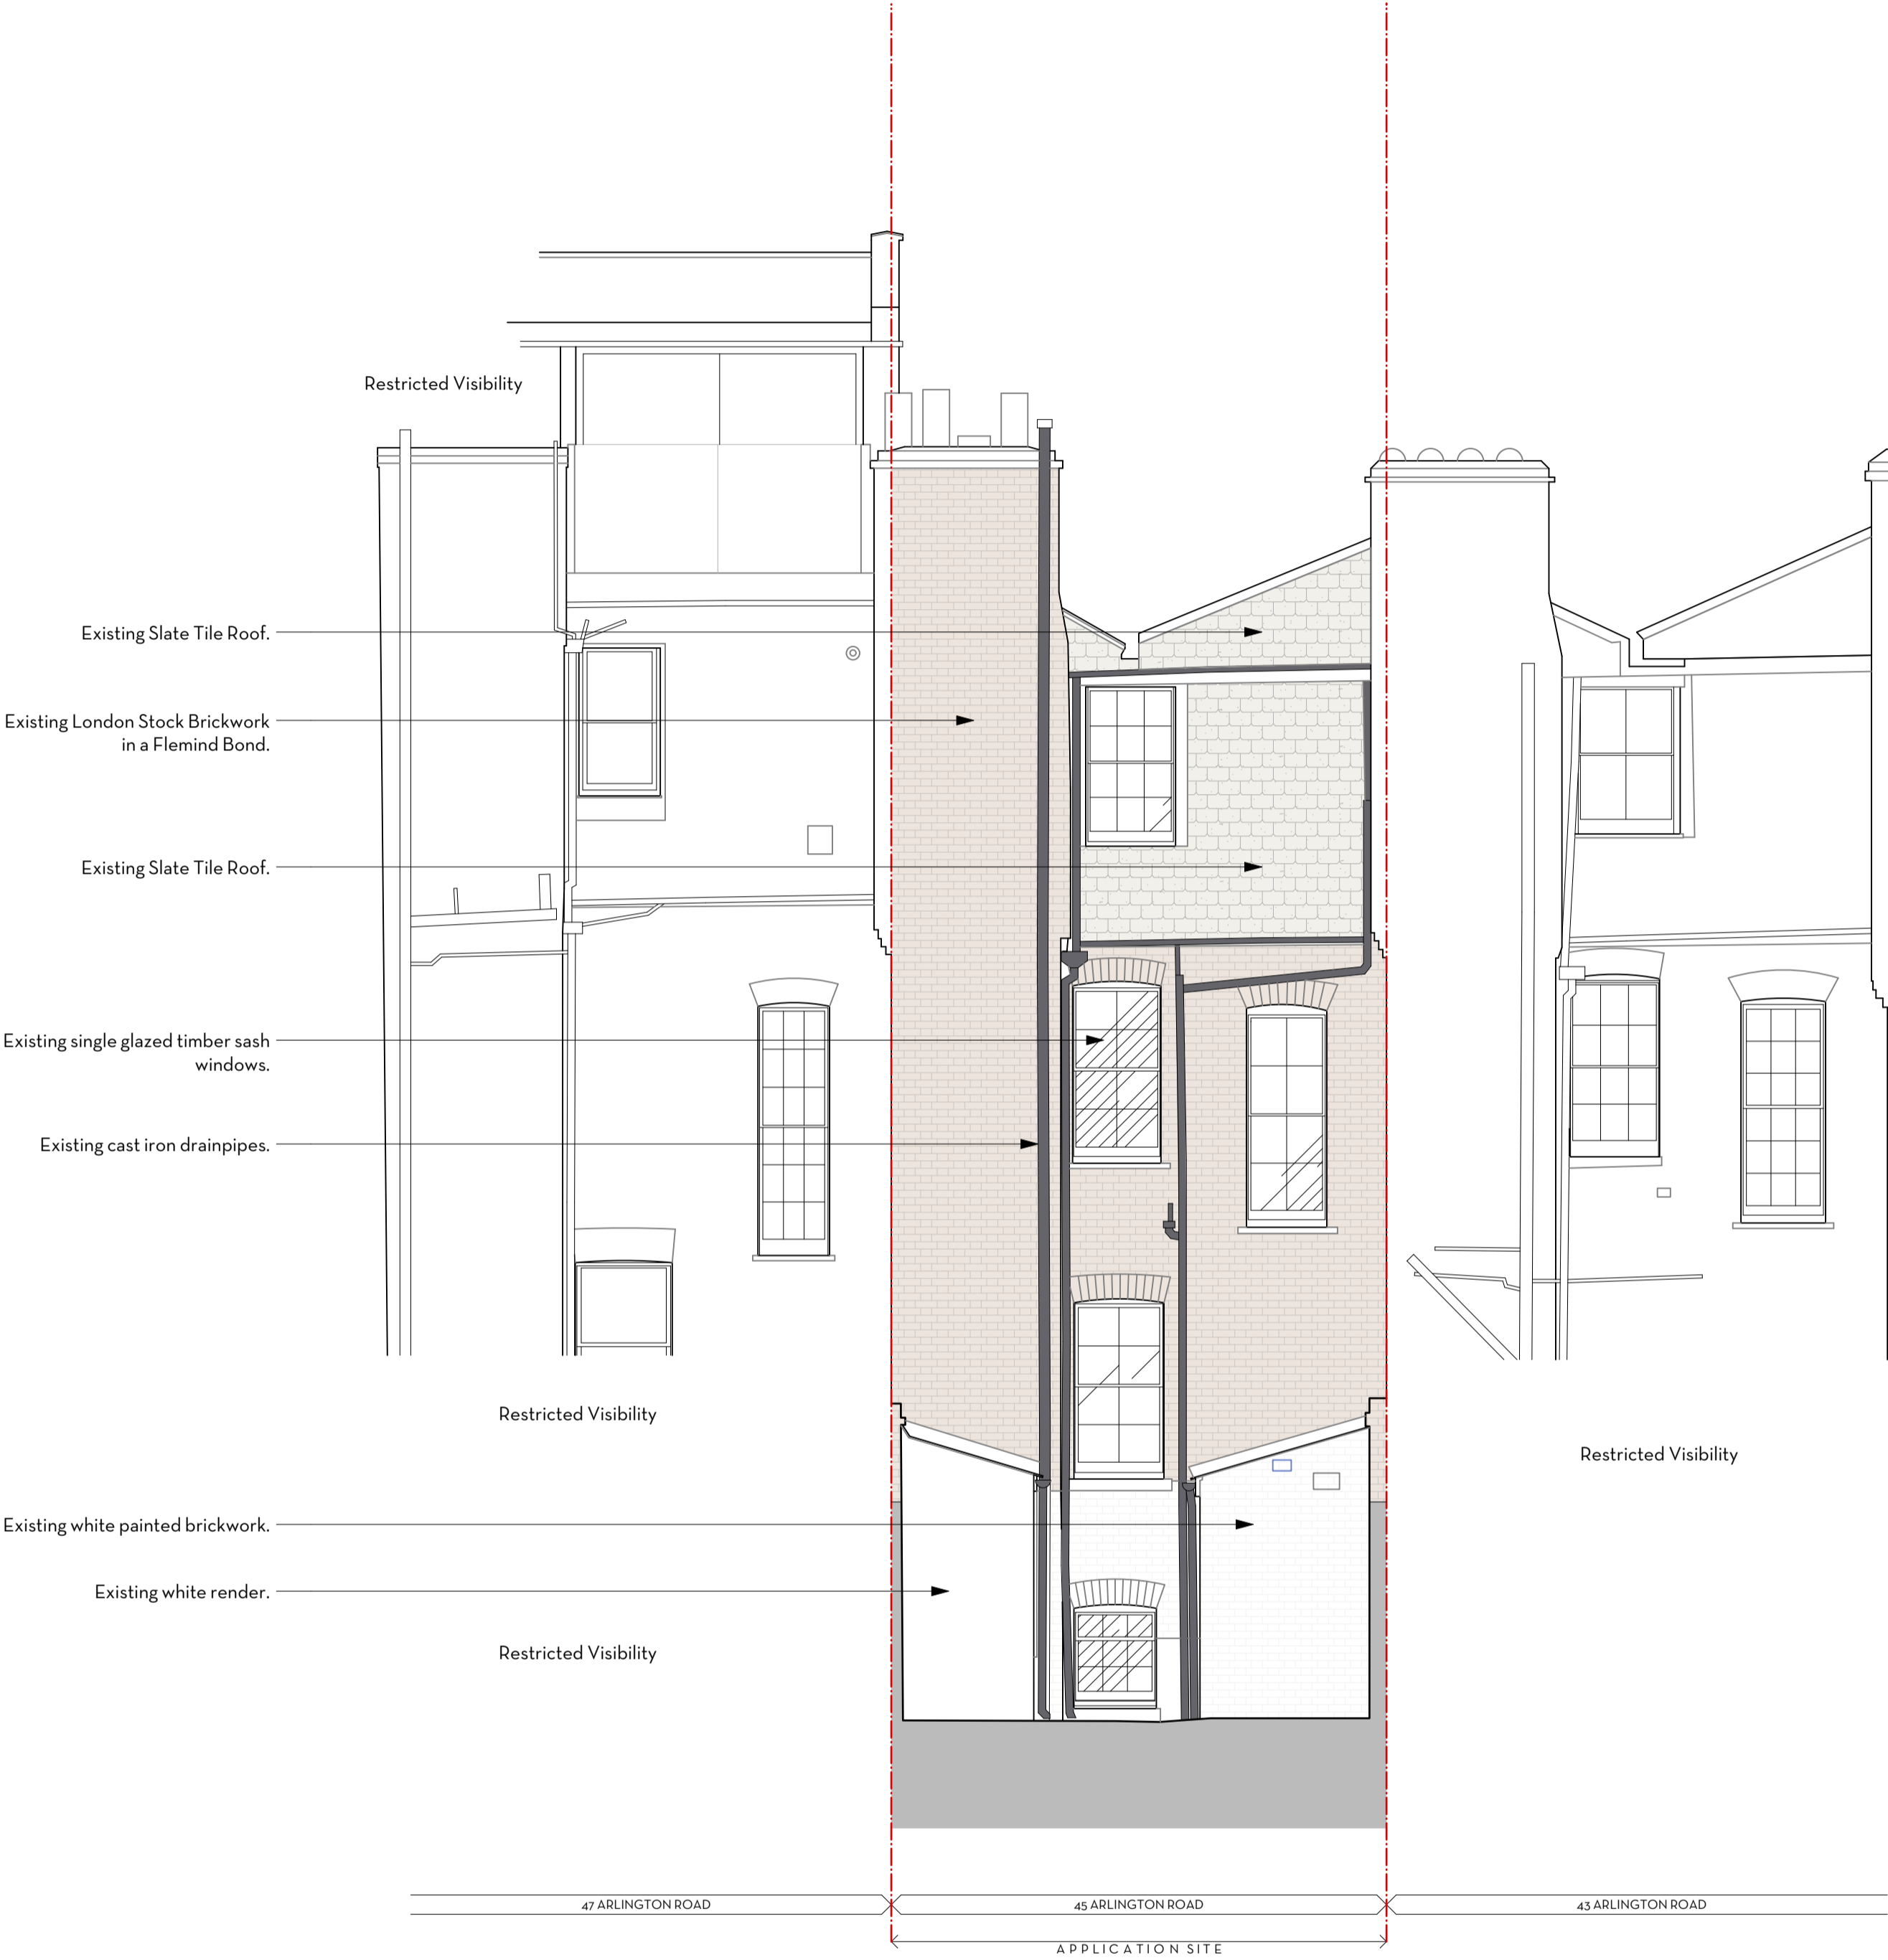 Restricted Visibility
Existing Slate Tile Roof.
Existing London Stock Brickwork
in a Flemind Bond.
Existing Slate Tile Roof.
Existing single glazed timber sash
windows.
Existing cast iron drainpipes.
Restricted Visibility
Restricted Visibility
Existing white painted brickwork.
Existing white render.
Restricted Visibility
47 ARLINGTON ROAD
45 ARLINGTON ROAD
43 ARLINGTON ROAD
APPLICATION SITE